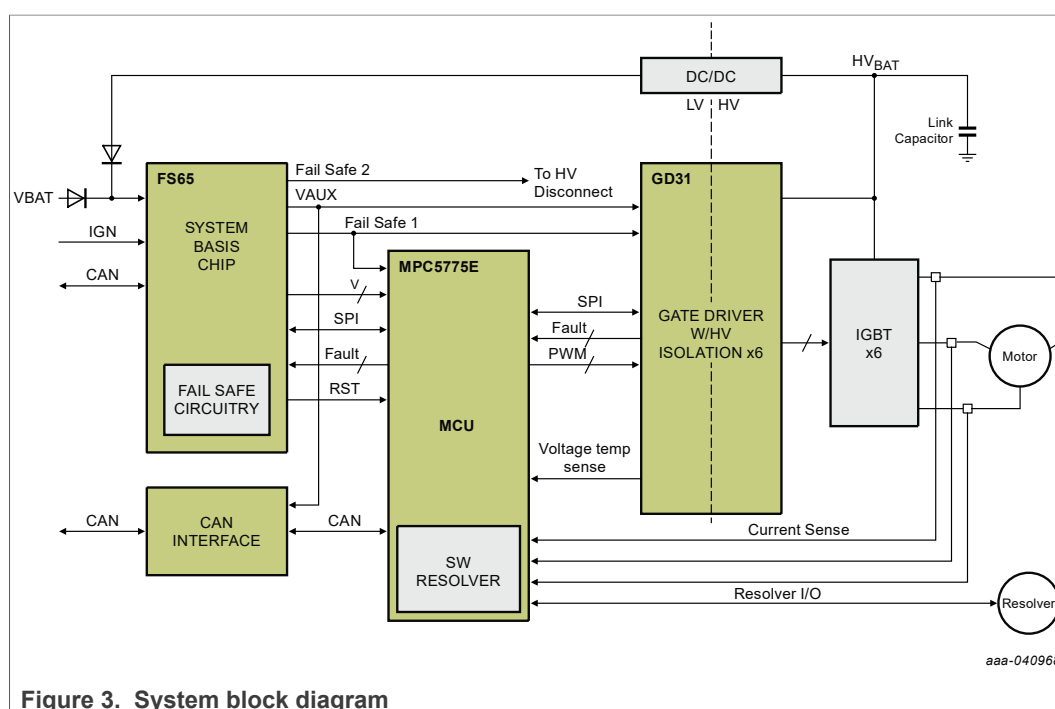 DC/DC
HVBAT
LV HV
Link
Capacitor
FS65
Fail Safe 2
To HV
Disconnect
GD31
VBAT
VAUX
SYSTEM
BASIS
CHIP
Fail Safe 1
IGN
MPC5775E
CAN
V
SPI
SPI
GATE DRIVER
W/HV
ISOLATION x6
IGBT
x6
Motor
Fault
Fault
PWM
FAIL SAFE
CIRCUITRY
RST
MCU
Voltage temp
sense
CAN
CAN
INTERFACE
CAN
Current Sense
SW
RESOLVER
Resolver I/O
Resolver
aaa-040968
Figure 3. System block diagram